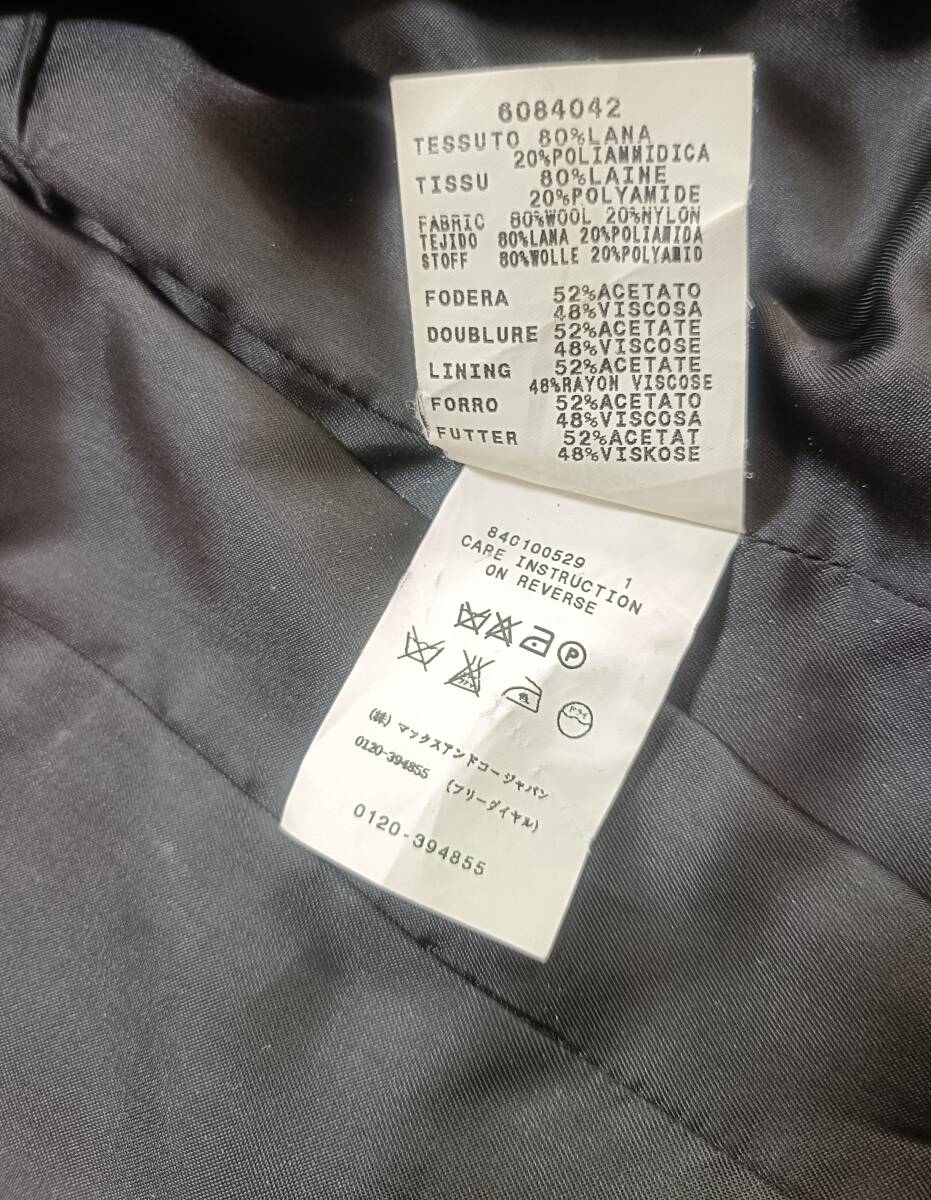 6084042
TESSUTO 80%LANA
20%POLIAMMIDICA
TISSU 80%LAINE
20%POLYAMIDE
FABRIC 80%WOOL 20%NYLON
TEJIDO 80%LANA 20%POLIAMIDA
STOFF 80%WOLLE 20%POLYAMID
FODERA 52%ACETATO
48%VISCOSA
DOUBLURE 52%ACETATE
48%VISCOSE
LINING 52%ACETATE
48%RAYON VISCOSE
FORRO 52%ACETATO
48%VISCOSA
FUTTER 52%ACETAT
48%VISKOSE
840100529 1
CARE INSTRUCTION
ON REVERSE
P
ドライ
(株) マックスアンドコージャパン
0120-394855 (フリーダイヤル)
0120-394855